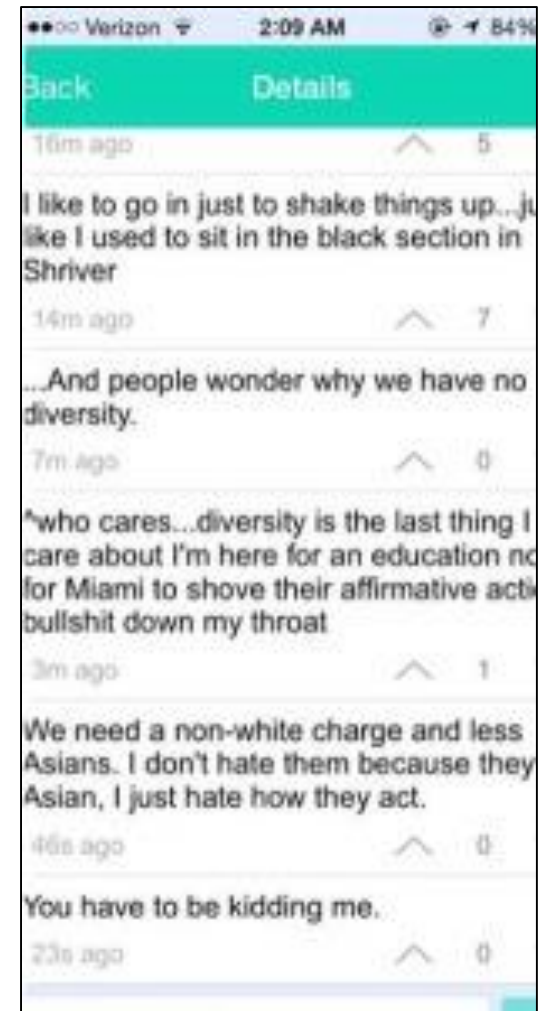 Verizon 2:09 AM 84%
Back Details
16m ago 5
I like to go in just to shake things up...ju
like I used to sit in the black section in
Shriver
14m ago 7
...And people wonder why we have no
diversity.
7m ago 0
^who cares...diversity is the last thing I
care about I'm here for an education no
for Miami to shove their affirmative acti
bullshit down my throat
3m ago 1
We need a non-white charge and less
Asians. I don't hate them because they
Asian, I just hate how they act.
46s ago 0
You have to be kidding me.
23s ago 0